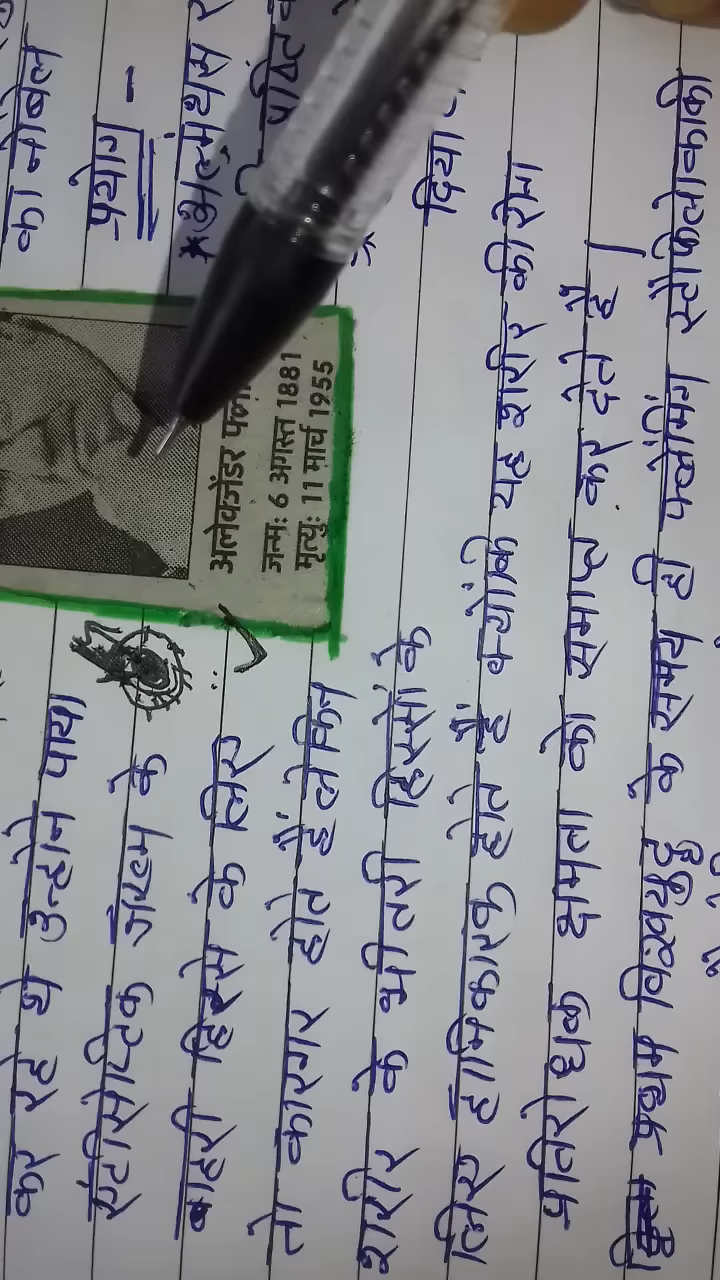 का नोबेल
प्रयोग -
कर रहे थे उन्होने पाया
एंटीसेप्टिक जख्म के
बाहरी हिस्से के लिए
तो कारगर होते हैं लेकिन
शरीर के भीतरी हिस्सों के
लिए हानिकारक होते हैं क्योंकि यह शरीर की रोग
प्रतिरोधक क्षमता को समाप्त कर देते हैं।
प्रथम विश्वयुद्ध के समय ही फ्लेमिंग स्टेफिलोकाकी
दिया
अलेक्जेंडर
जन्म: 6 अगस्त 1881
मृत्यु: 11 मार्च 1955